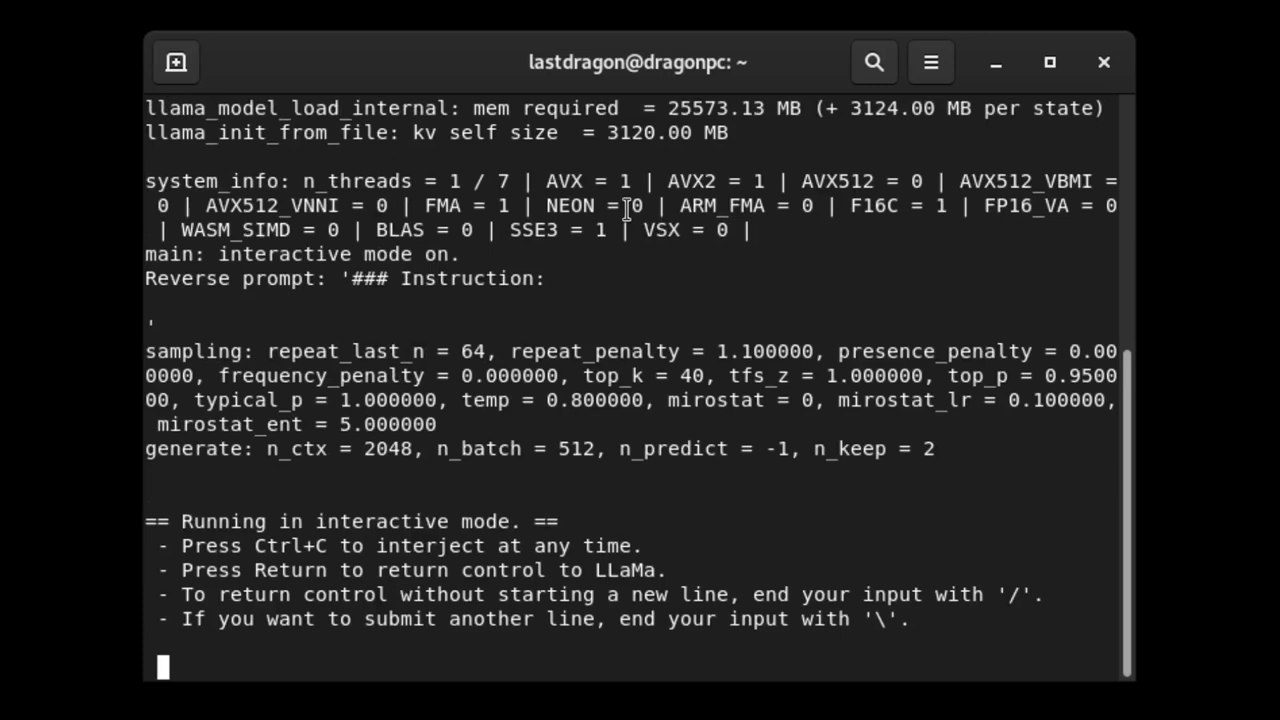 lastdragon@dragonpc: ~
llama_model_load_internal: mem required  = 25573.13 MB (+ 3124.00 MB per state)
llama_init_from_file: kv self size  = 3120.00 MB
system_info: n_threads = 1 / 7 | AVX = 1 | AVX2 = 1 | AVX512 = 0 | AVX512_VBMI =
 0 | AVX512_VNNI = 0 | FMA = 1 | NEON = 0 | ARM_FMA = 0 | F16C = 1 | FP16_VA = 0
 | WASM_SIMD = 0 | BLAS = 0 | SSE3 = 1 | VSX = 0 |
main: interactive mode on.
Reverse prompt: '### Instruction:
'
sampling: repeat_last_n = 64, repeat_penalty = 1.100000, presence_penalty = 0.00
0000, frequency_penalty = 0.000000, top_k = 40, tfs_z = 1.000000, top_p = 0.9500
00, typical_p = 1.000000, temp = 0.800000, mirostat = 0, mirostat_lr = 0.100000,
 mirostat_ent = 5.000000
generate: n_ctx = 2048, n_batch = 512, n_predict = -1, n_keep = 2
== Running in interactive mode. ==
 - Press Ctrl+C to interject at any time.
 - Press Return to return control to LLaMa.
 - To return control without starting a new line, end your input with '/'.
 - If you want to submit another line, end your input with '\'.